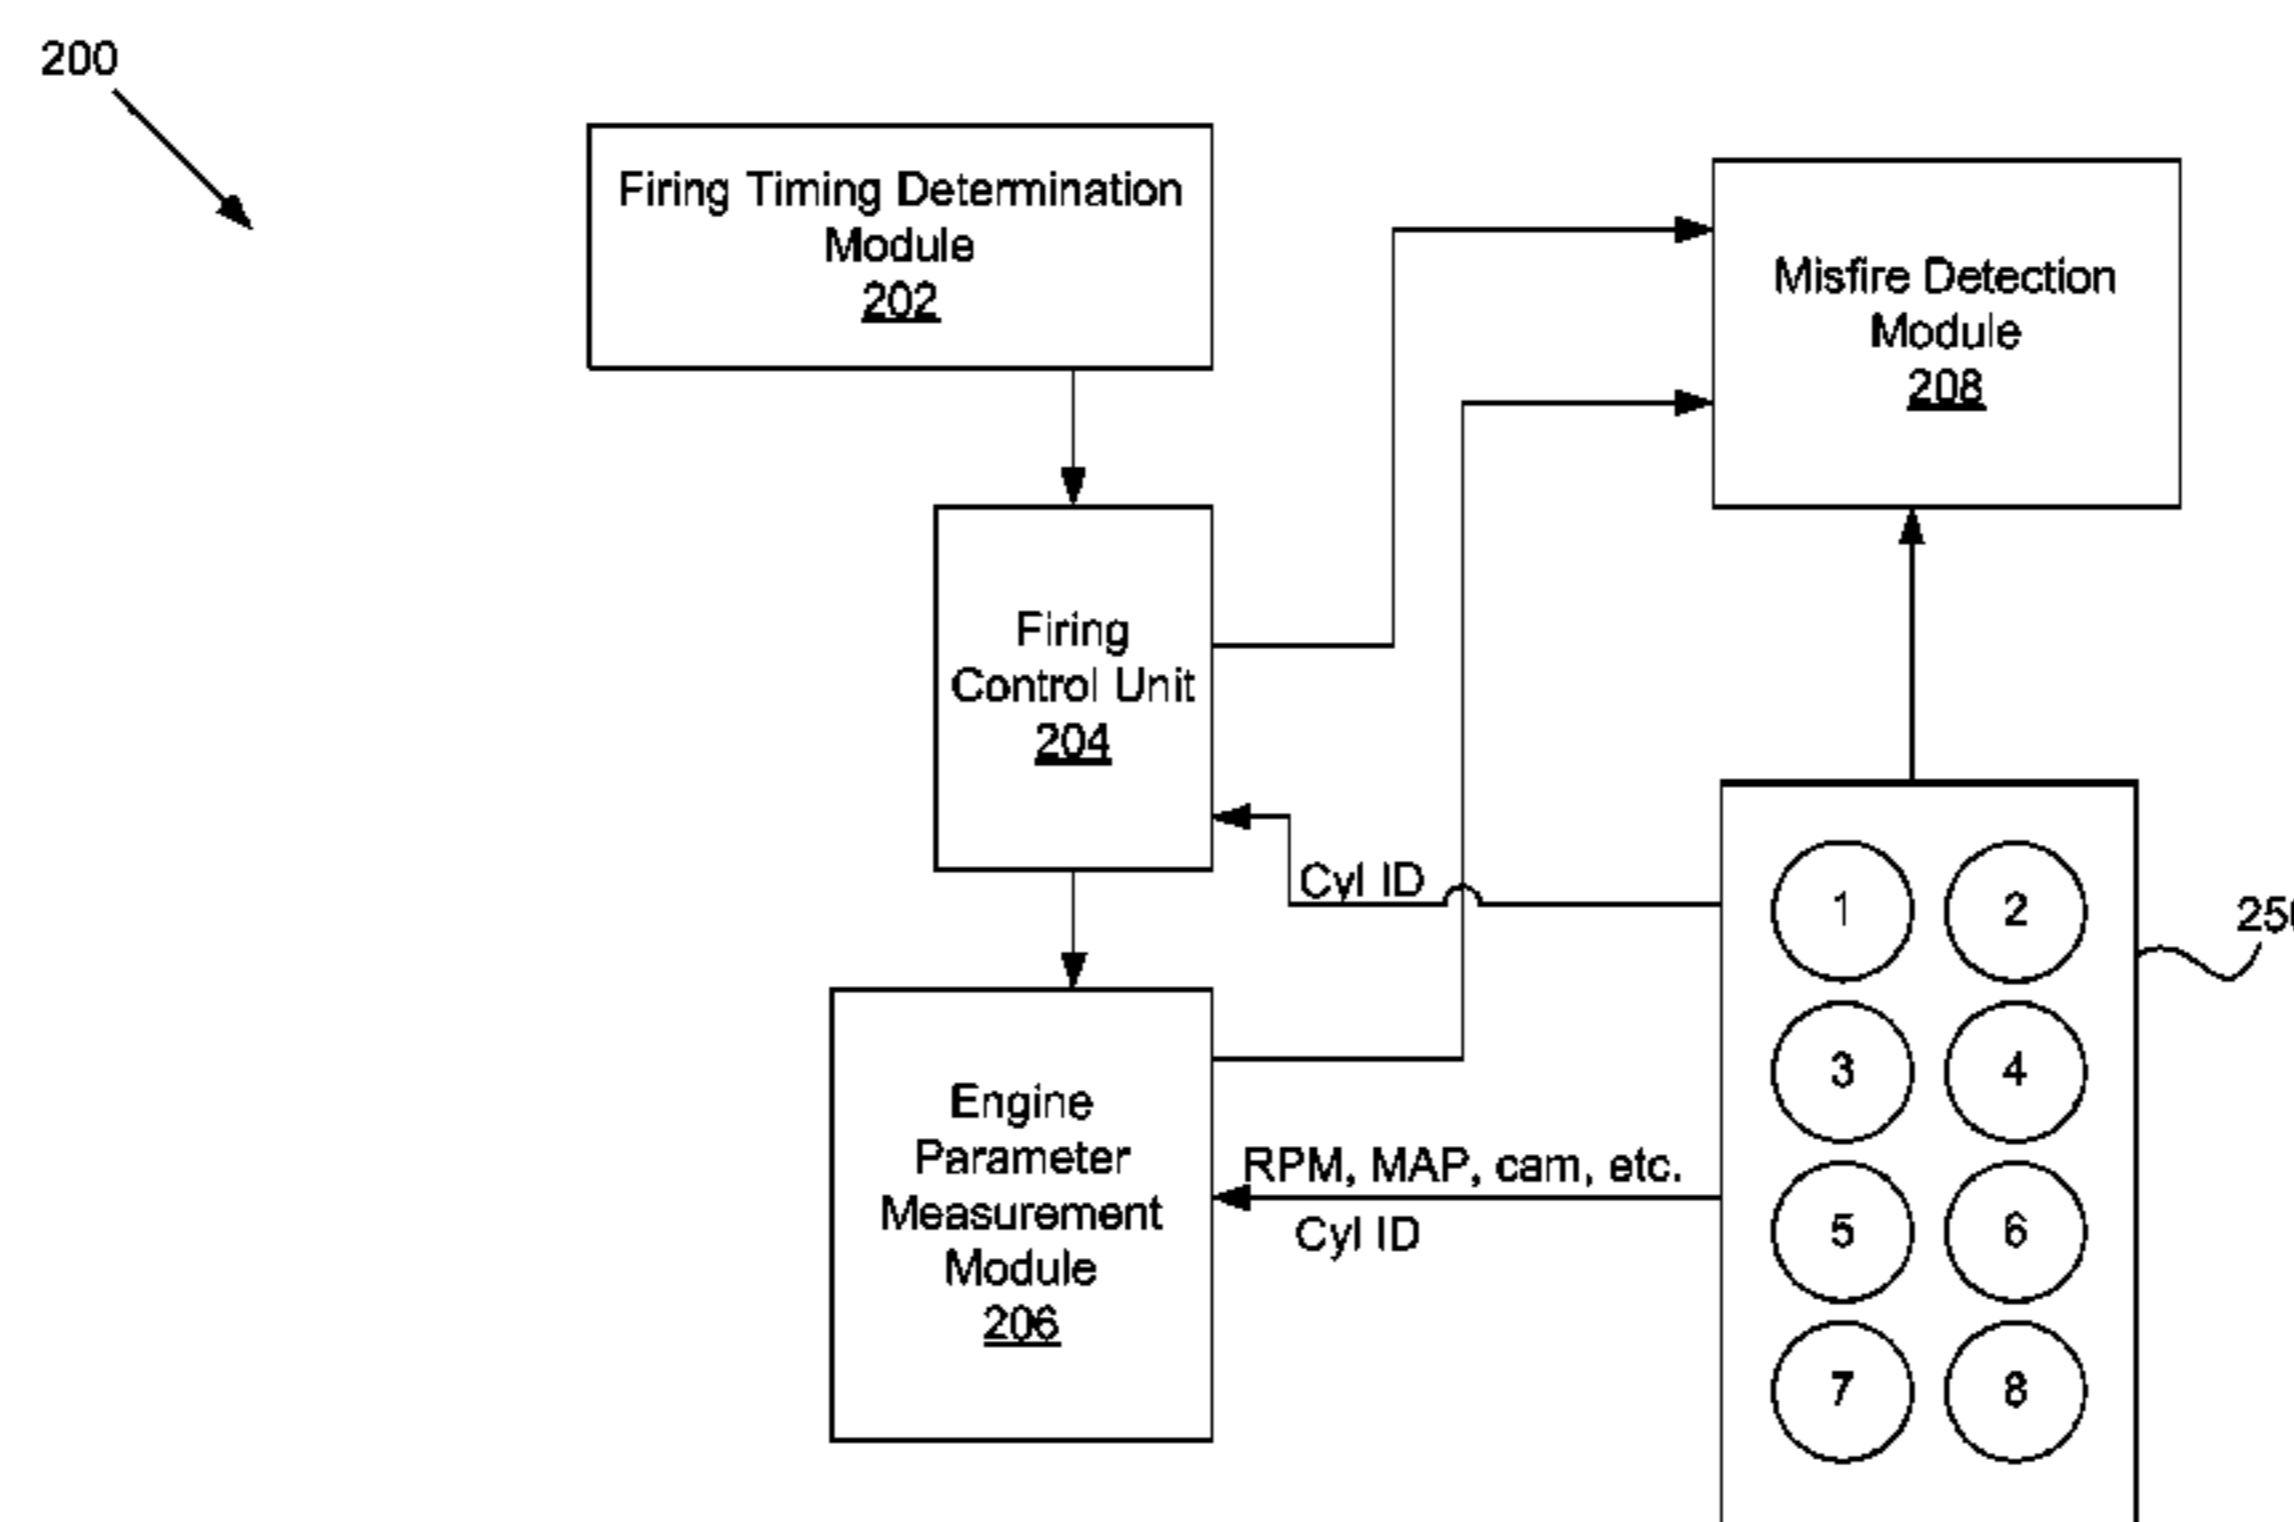 200
Firing Timing Determination
Module
202
Misfire Detection
Module
208
Firing
Control Unit
204
Cyl ID
1
2
3
4
5
6
7
8
Engine
Parameter
Measurement
Module
206
RPM, MAP, cam, etc.
Cyl ID